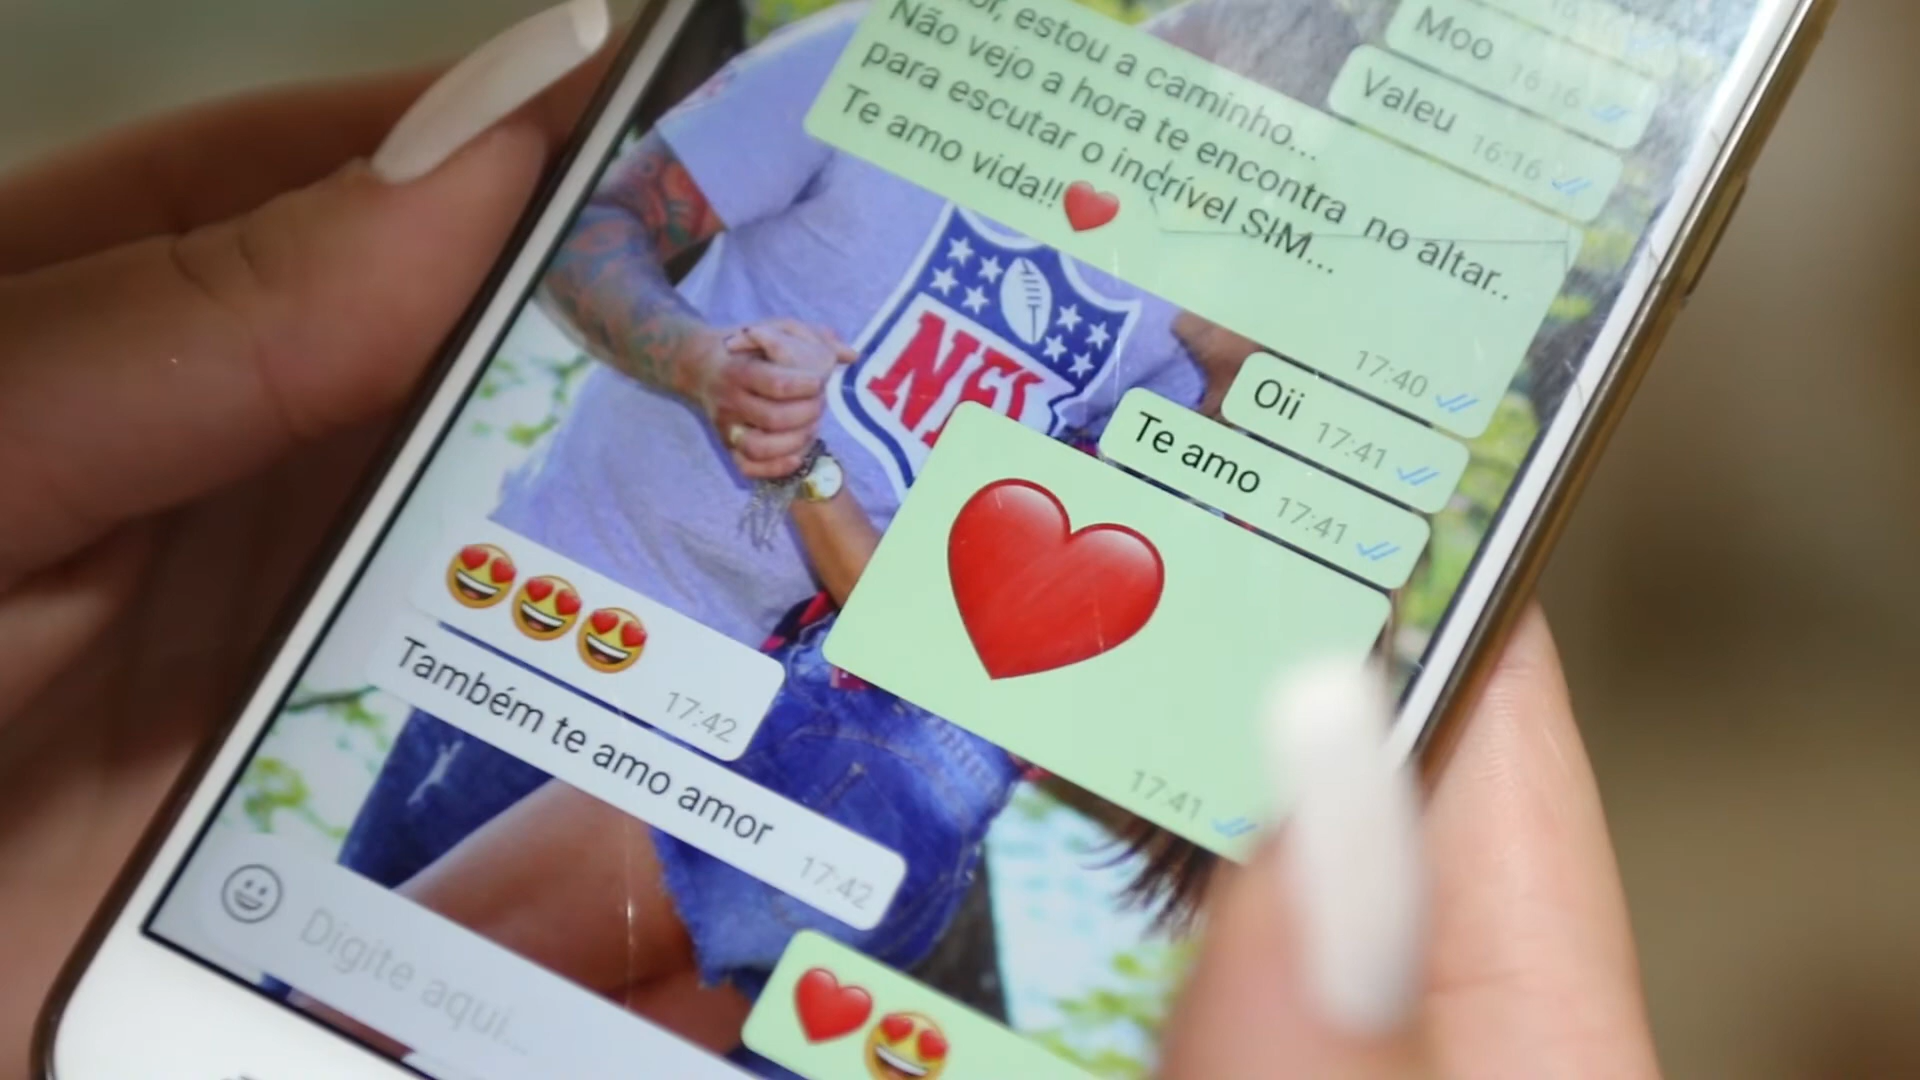 Moo 16:16
Valeu 16:16
estou a caminho...
Não vejo a hora te encontra no altar..
para escutar o incrível SIM...
Te amo vida!!❤️
17:40
Oii 17:41
Te amo 17:41
❤️
17:41
😍😍😍 17:42
Também te amo amor 17:42
❤️😍
Digite aqui...
NFL